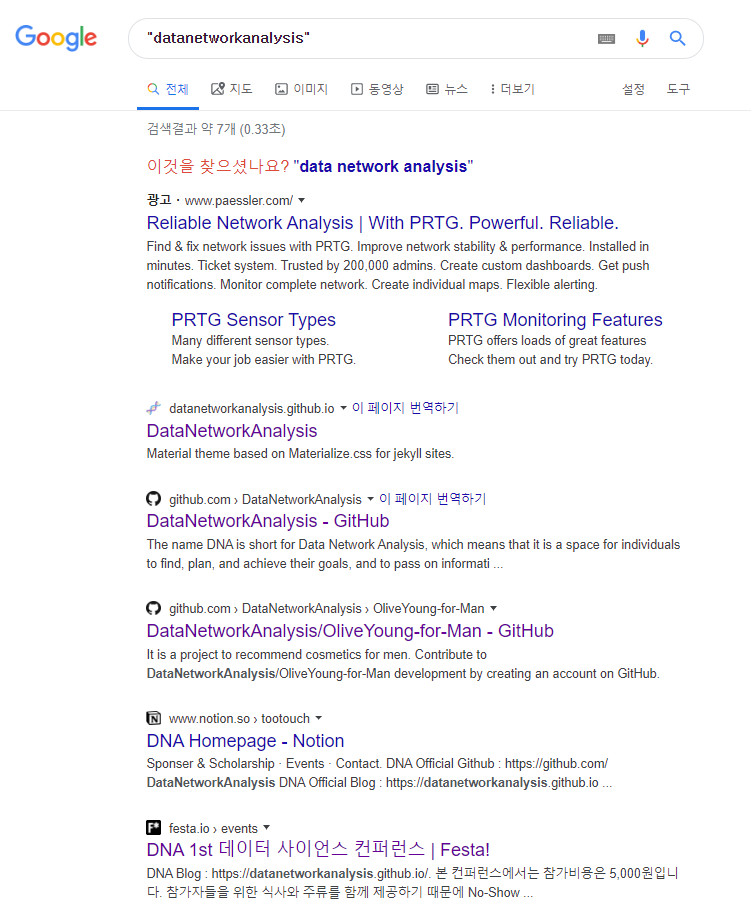 Google
"datanetworkanalysis"
전체 지도 이미지 동영상 뉴스 더보기 설정 도구
검색결과 약 7개 (0.33초)
이것을 찾으셨나요? "data network analysis"
광고 · www.paessler.com/
Reliable Network Analysis | With PRTG. Powerful. Reliable.
Find & fix network issues with PRTG. Improve network stability & performance. Installed in
minutes. Ticket system. Trusted by 200,000 admins. Create custom dashboards. Get push
notifications. Monitor complete network. Create individual maps. Flexible alerting.
PRTG Sensor Types
Many different sensor types.
Make your job easier with PRTG.
PRTG Monitoring Features
PRTG offers loads of great features
Check them out and try PRTG today.
datanetworkanalysis.github.io 이 페이지 번역하기
DataNetworkAnalysis
Material theme based on Materialize.css for jekyll sites.
github.com › DataNetworkAnalysis 이 페이지 번역하기
DataNetworkAnalysis - GitHub
The name DNA is short for Data Network Analysis, which means that it is a space for individuals
to find, plan, and achieve their goals, and to pass on informati ...
github.com › DataNetworkAnalysis › OliveYoung-for-Man
DataNetworkAnalysis/OliveYoung-for-Man - GitHub
It is a project to recommend cosmetics for men. Contribute to
DataNetworkAnalysis/OliveYoung-for-Man development by creating an account on GitHub.
www.notion.so › tootouch
DNA Homepage - Notion
Sponser & Scholarship · Events · Contact. DNA Official Github : https://github.com/
DataNetworkAnalysis DNA Official Blog : https://datanetworkanalysis.github.io ...
festa.io › events
DNA 1st 데이터 사이언스 컨퍼런스 | Festa!
DNA Blog : https://datanetworkanalysis.github.io/. 본 컨퍼런스에서는 참가비용은 5,000원입니
다. 참가자들을 위한 식사와 주류를 함께 제공하기 때문에 No-Show ...